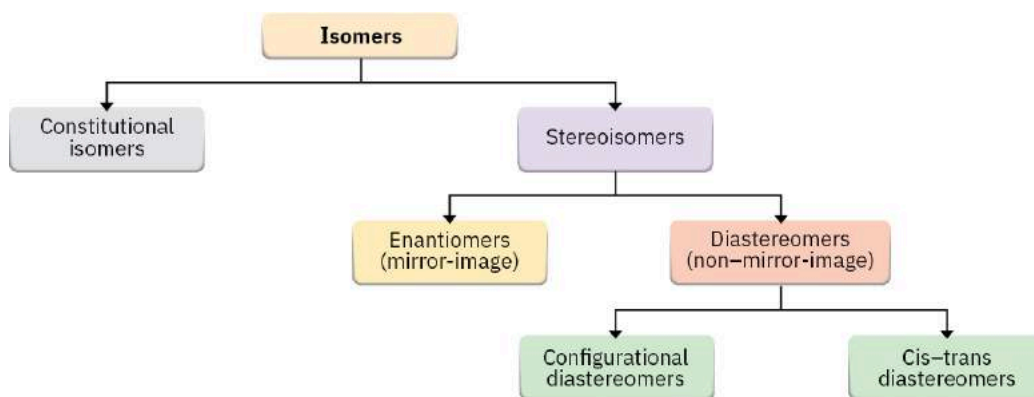 Isomers
Constitutional
isomers
Stereoisomers
Enantiomers
(mirror-image)
Diastereomers
(non–mirror-image)
Configurational
diastereomers
Cis–trans
diastereomers